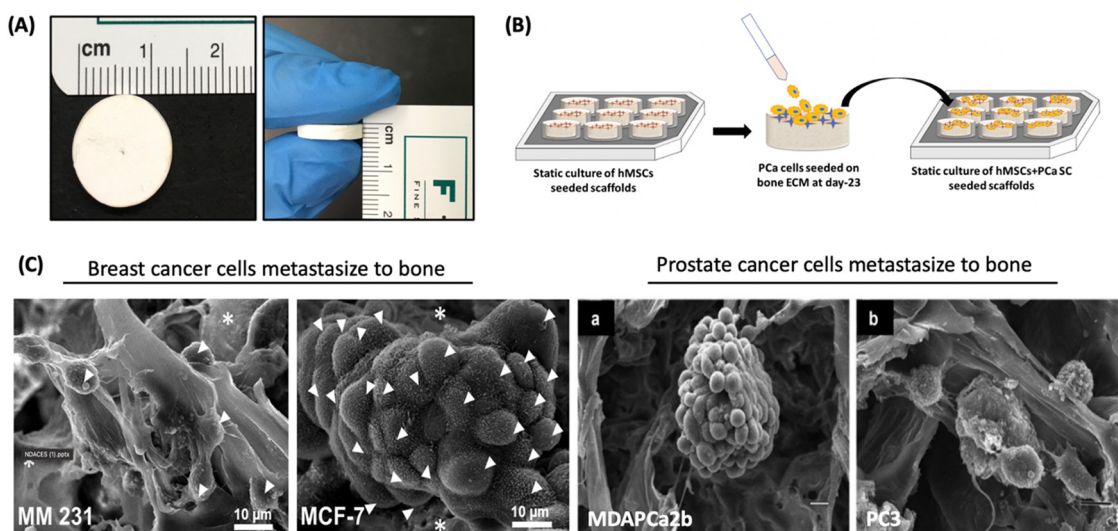 (A)
cm 1 2
cm
1
2
F
FINE
(B)
Static culture of hMSCs
seeded scaffolds
PCa cells seeded on
bone ECM at day-23
Static culture of hMSCs+PCa SC
seeded scaffolds
(C)
Breast cancer cells metastasize to bone
Prostate cancer cells metastasize to bone
NDACES (1).pptx
MM 231
10 µm
*
MCF-7
10 µm
*
*
a
MDAPCa2b
b
PC3